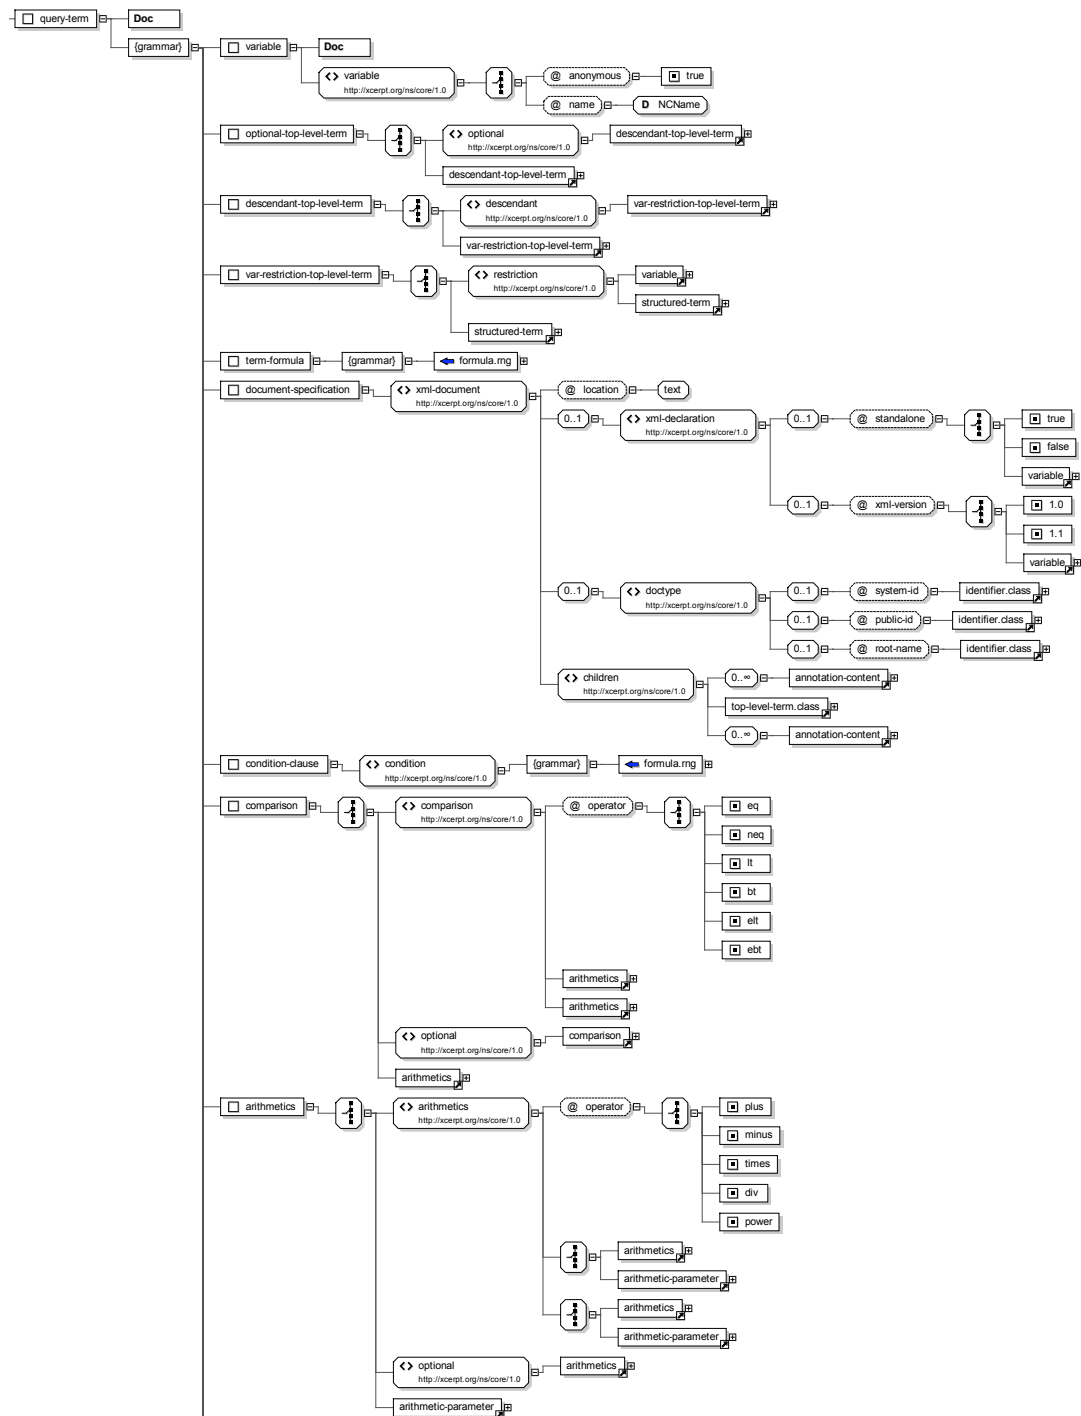 query-term
Doc
{grammar}
variable
Doc
<> variable
http://xcerpt.org/ns/core/1.0
@ anonymous
true
@ name
D NCName
optional-top-level-term
<> optional
http://xcerpt.org/ns/core/1.0
descendant-top-level-term
descendant-top-level-term
descendant-top-level-term
<> descendant
http://xcerpt.org/ns/core/1.0
var-restriction-top-level-term
var-restriction-top-level-term
var-restriction-top-level-term
<> restriction
http://xcerpt.org/ns/core/1.0
variable
structured-term
structured-term
term-formula
{grammar}
formula.rng
document-specification
<> xml-document
http://xcerpt.org/ns/core/1.0
@ location
text
0..1
<> xml-declaration
http://xcerpt.org/ns/core/1.0
0..1
@ standalone
true
false
variable
0..1
@ xml-version
1.0
1.1
variable
0..1
<> doctype
http://xcerpt.org/ns/core/1.0
0..1
@ system-id
identifier.class
0..1
@ public-id
identifier.class
0..1
@ root-name
identifier.class
<> children
http://xcerpt.org/ns/core/1.0
0..∞
annotation-content
top-level-term.class
0..∞
annotation-content
condition-clause
<> condition
http://xcerpt.org/ns/core/1.0
{grammar}
formula.rng
comparison
<> comparison
http://xcerpt.org/ns/core/1.0
@ operator
eq
neq
lt
bt
elt
ebt
arithmetics
arithmetics
<> optional
http://xcerpt.org/ns/core/1.0
comparison
arithmetics
arithmetics
<> arithmetics
http://xcerpt.org/ns/core/1.0
@ operator
plus
minus
times
div
power
arithmetics
arithmetic-parameter
arithmetics
arithmetic-parameter
<> optional
http://xcerpt.org/ns/core/1.0
arithmetics
arithmetic-parameter